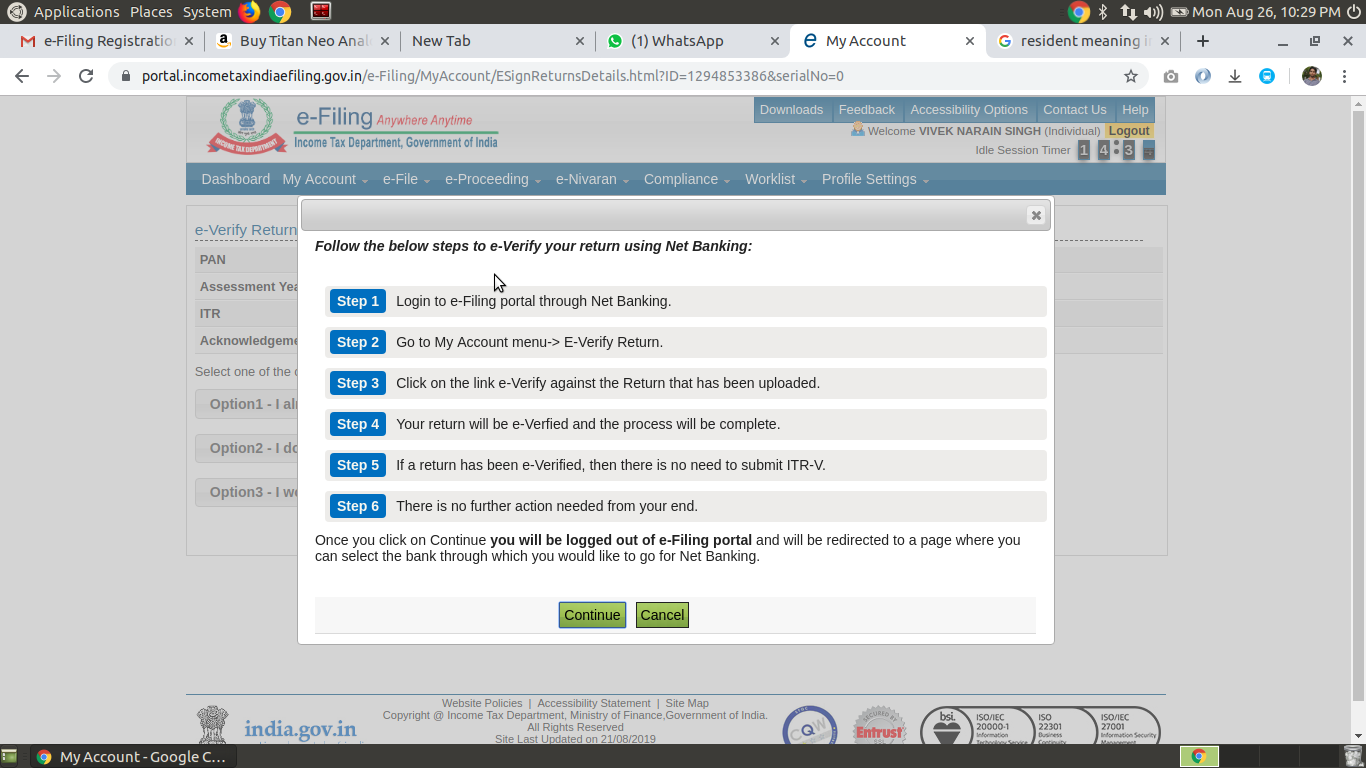 Applications Places System Mon Aug 26, 10:29 PM
e-Filing Registratio Buy Titan Neo Anal New Tab (1) WhatsApp My Account resident meaning i
portal.incometaxindiaefiling.gov.in/e-Filing/MyAccount/ESignReturnsDetails.html?ID=1294853386&serialNo=0
Downloads Feedback Accessibility Options Contact Us Help
e-Filing Anywhere Anytime
Income Tax Department, Government of India
INCOME TAX DEPARTMENT
Welcome VIVEK NARAIN SINGH (Individual) Logout
Idle Session Timer 1 4 : 3
Dashboard My Account e-File e-Proceeding e-Nivaran Compliance Worklist Profile Settings
e-Verify Return
PAN
Assessment Yea
ITR
Acknowledgeme
Select one of the
Option1 - I al
Option2 - I do
Option3 - I wo
Follow the below steps to e-Verify your return using Net Banking:
Step 1 Login to e-Filing portal through Net Banking.
Step 2 Go to My Account menu-> E-Verify Return.
Step 3 Click on the link e-Verify against the Return that has been uploaded.
Step 4 Your return will be e-Verfied and the process will be complete.
Step 5 If a return has been e-Verified, then there is no need to submit ITR-V.
Step 6 There is no further action needed from your end.
Once you click on Continue you will be logged out of e-Filing portal and will be redirected to a page where you
can select the bank through which you would like to go for Net Banking.
Continue Cancel
Website Policies | Accessibility Statement | Site Map
Copyright @ Income Tax Department, Ministry of Finance,Government of India.
All Rights Reserved
Site Last Updated on 21/08/2019
india.gov.in
CQW
SECURED BY
Entrust
SSL
bsi.
ISO/IEC
20000-1
Information
Technology Service
ISO
22301
Business
Continuity
ISO/IEC
27001
Information Security
Management
My Account - Google C...